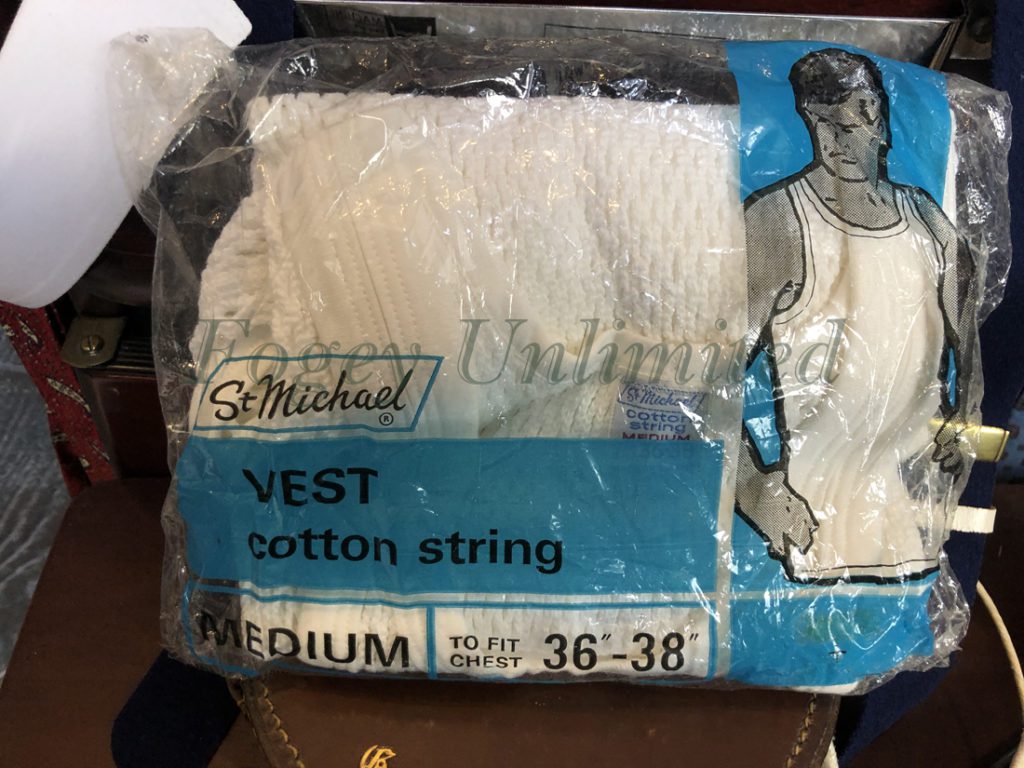 Fogey Unlimited
St Michael
®
St Michael
cotton
string
MEDIUM
VEST
cotton string
MEDIUM
TO FIT
CHEST
36"-38"